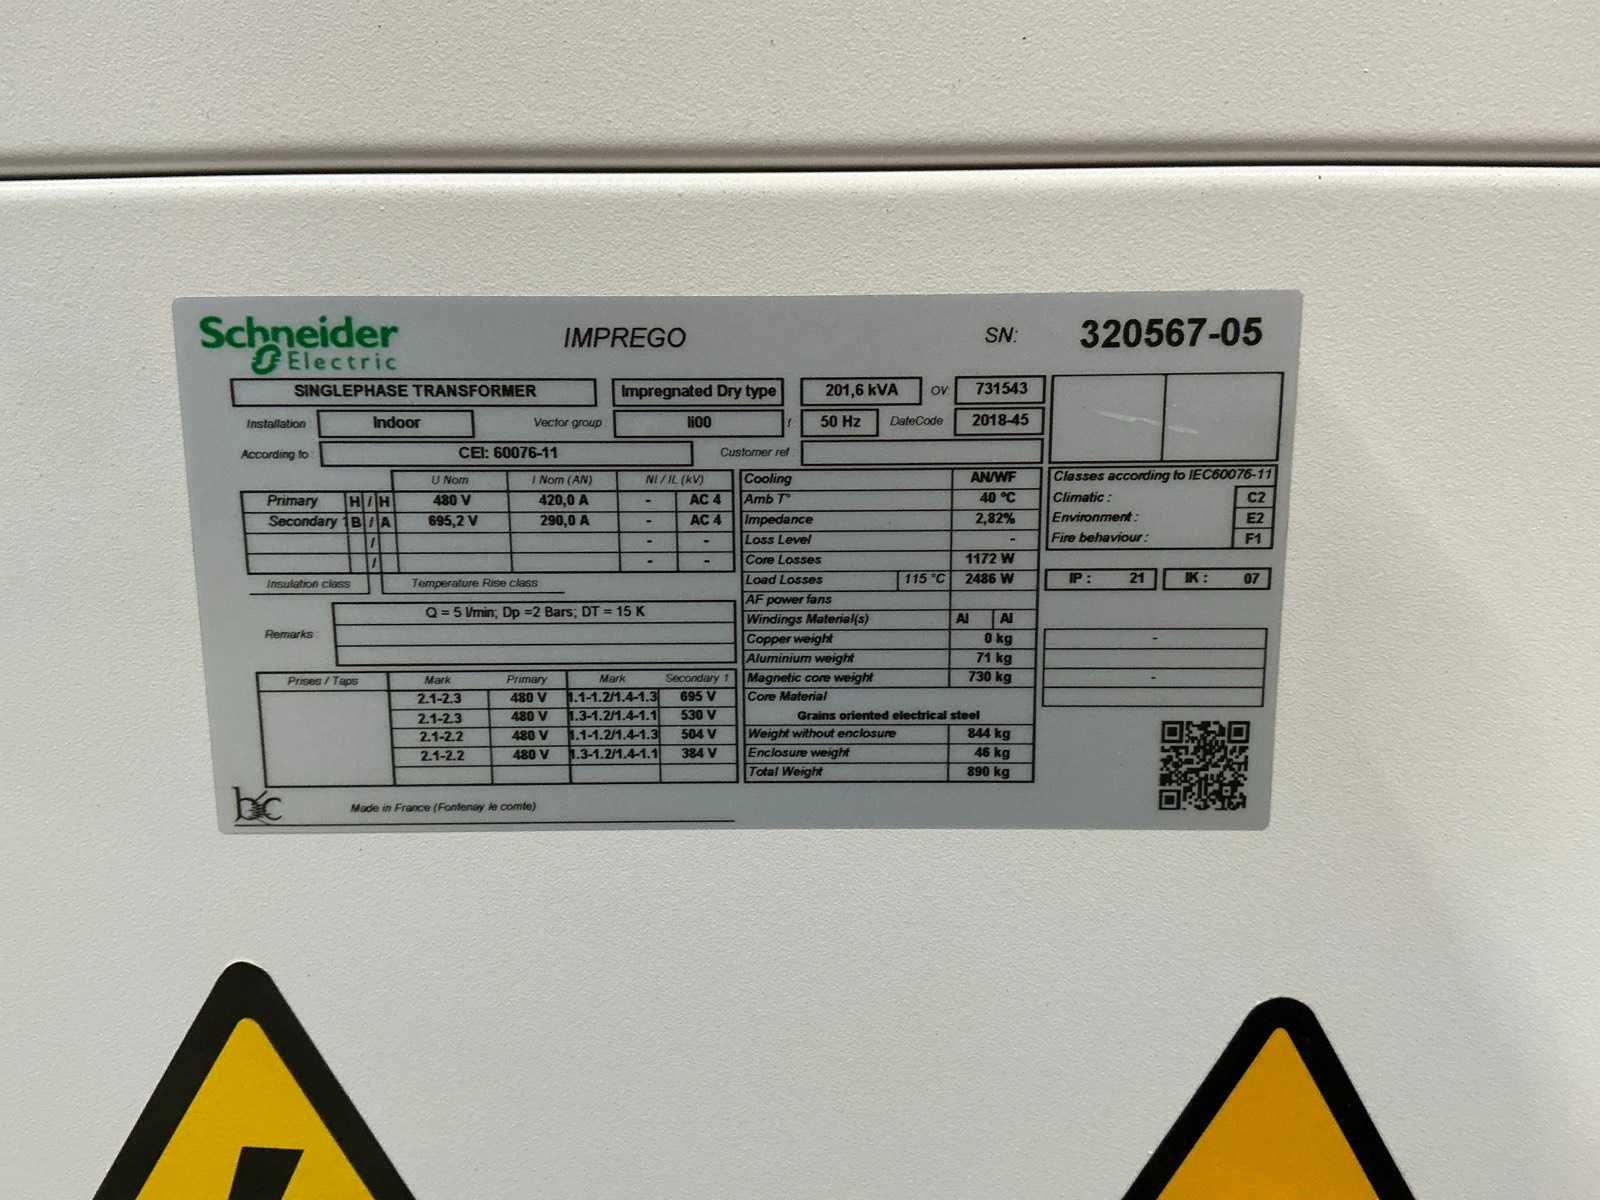 Schneider Electric IMPREGO SN: 320567-05
SINGLEPHASE TRANSFORMER Impregnated Dry type 201,6 kVA OV 731543
Installation Indoor Vector group Ii00 / 50 Hz DateCode 2018-45
According to : CEI: 60076-11 Customer ref
U Nom I Nom (AN) NI / IL (kV)
Primary H / H 480 V 420,0 A - AC 4
Secondary 1 B / A 695,2 V 290,0 A - AC 4
/ - -
/ - -
Insulation class / Temperature Rise class
Remarks : Q = 5 l/min; Dp =2 Bars; DT = 15 K
Prises / Taps Mark Primary Mark Secondary 1
2.1-2.3 480 V 1.1-1.2/1.4-1.3 695 V
2.1-2.3 480 V 1.3-1.2/1.4-1.1 530 V
2.1-2.2 480 V 1.1-1.2/1.4-1.3 504 V
2.1-2.2 480 V 1.3-1.2/1.4-1.1 384 V
Made in France (Fontenay le comte)
Cooling AN/WF
Amb T° 40 °C
Impedance 2,82%
Loss Level -
Core Losses 1172 W
Load Losses 115 °C 2486 W
AF power fans
Windings Material(s) Al Al
Copper weight 0 kg
Aluminium weight 71 kg
Magnetic core weight 730 kg
Core Material
Grains oriented electrical steel
Weight without enclosure 844 kg
Enclosure weight 46 kg
Total Weight 890 kg
Classes according to IEC60076-11
Climatic : C2
Environment : E2
Fire behaviour : F1
IP : 21 IK : 07
-
-